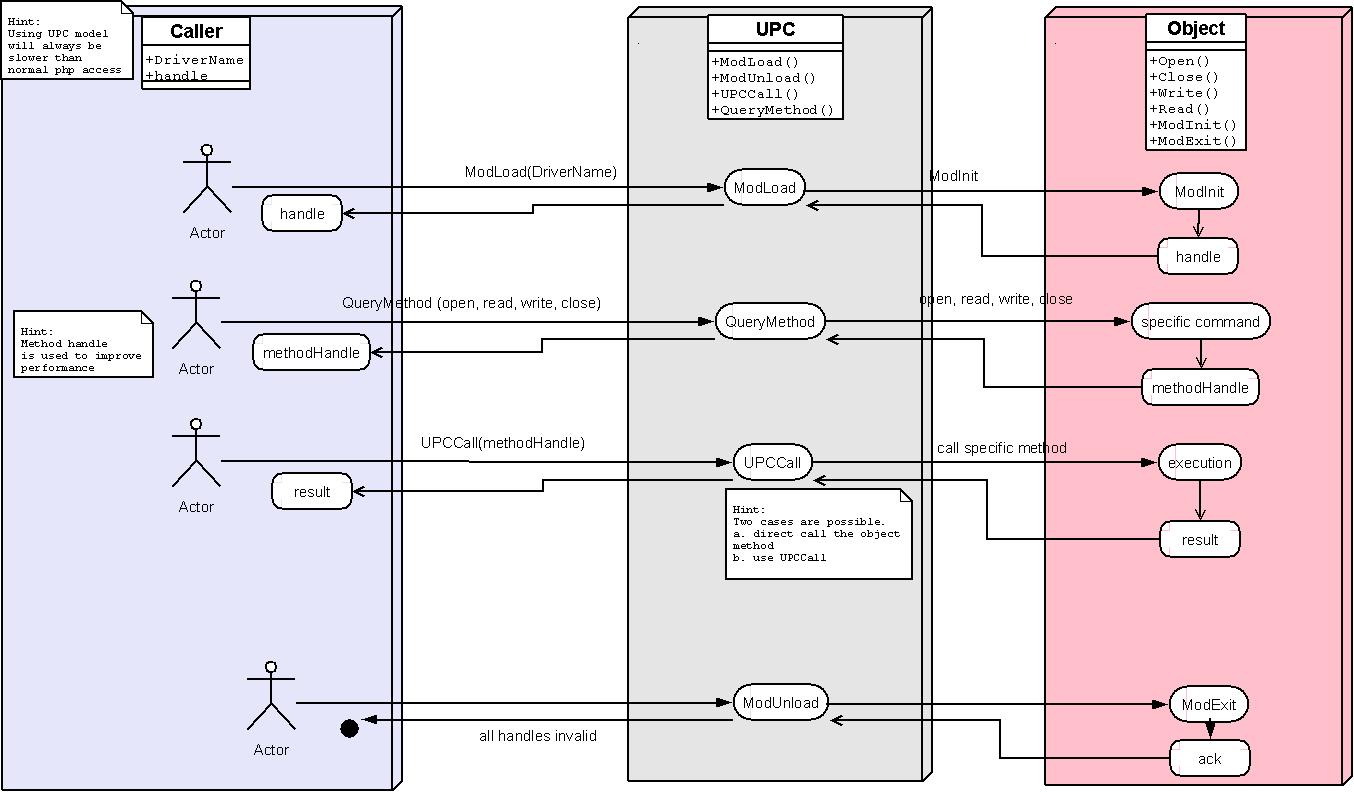 Hint:
Using UPC model
will always be
slower than
normal php access
Caller
+DriverName
+handle
UPC
+ModLoad()
+ModUnload()
+UPCCall()
+QueryMethod()
Object
+Open()
+Close()
+Write()
+Read()
+ModInit()
+ModExit()
ModLoad(DriverName)
ModLoad
ModInit
ModInit
handle
Actor
handle
QueryMethod (open, read, write, close)
QueryMethod
open, read, write, close
specific command
Hint:
Method handle
is used to improve
performance
Actor
methodHandle
methodHandle
UPCCall(methodHandle)
UPCCall
call specific method
execution
Actor
result
result
Hint:
Two cases are possible.
a. direct call the object
method
b. use UPCCall
ModUnload
ModExit
Actor
all handles invalid
ack